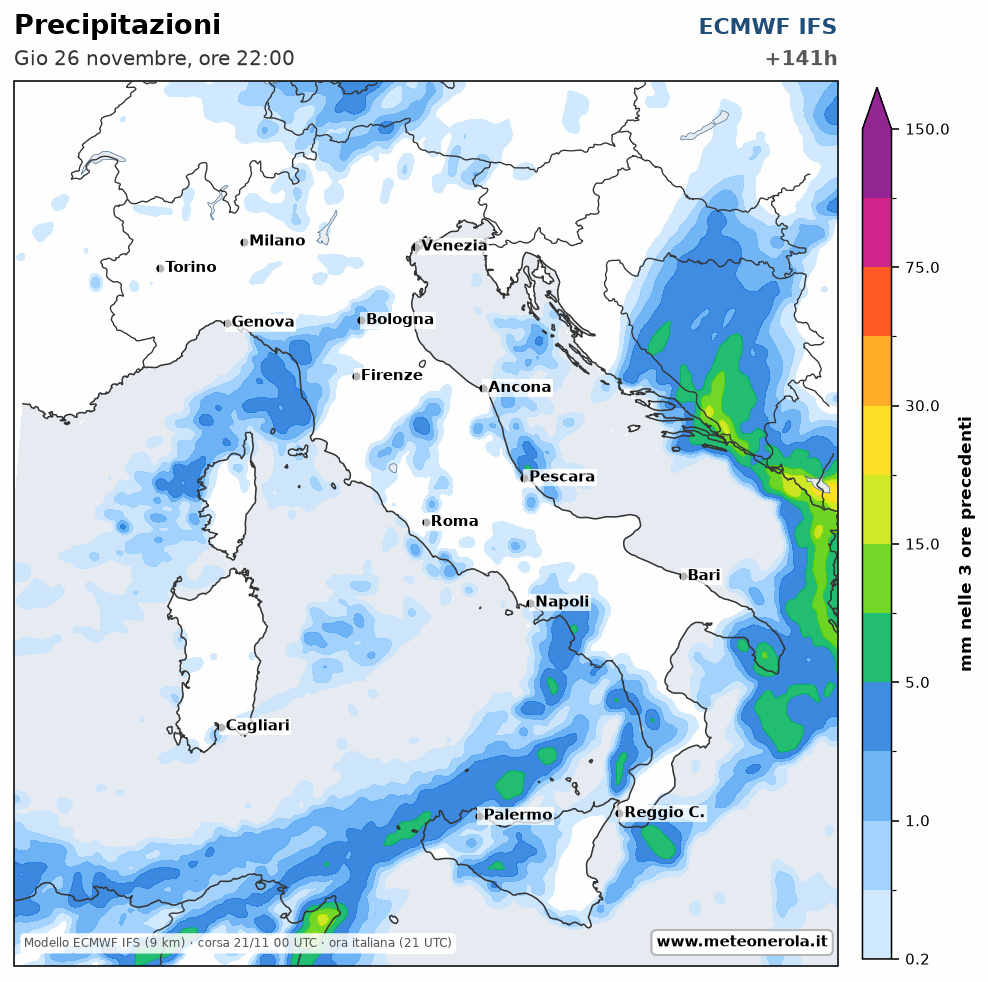 Precipitazioni
ECMWF IFS
Gio 26 novembre, ore 22:00
+141h
150.0
75.0
30.0
15.0
5.0
1.0
0.2
mm nelle 3 ore precedenti
Milano
Venezia
Torino
Genova
Bologna
Firenze
Ancona
Pescara
Roma
Bari
Napoli
Cagliari
Palermo
Reggio C.
Modello ECMWF IFS (9 km) · corsa 21/11 00 UTC · ora italiana (21 UTC)
www.meteonerola.it